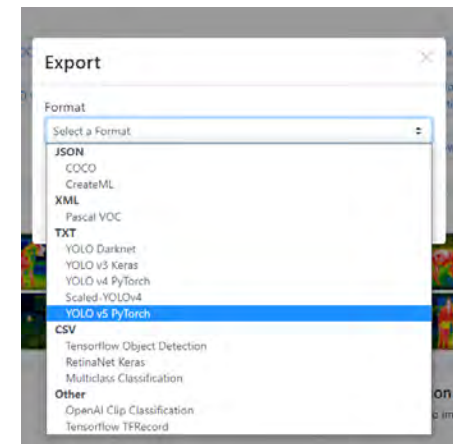 Export
Format
Select a Format
JSON
COCO
CreateML
XML
Pascal VOC
TXT
YOLO Darknet
YOLO v3 Keras
YOLO v4 PyTorch
Scaled-YOLOv4
YOLO v5 PyTorch
CSV
Tensorflow Object Detection
RetinaNet Keras
Multiclass Classification
Other
OpenAI Clip Classification
Tensorflow TFRecord
on